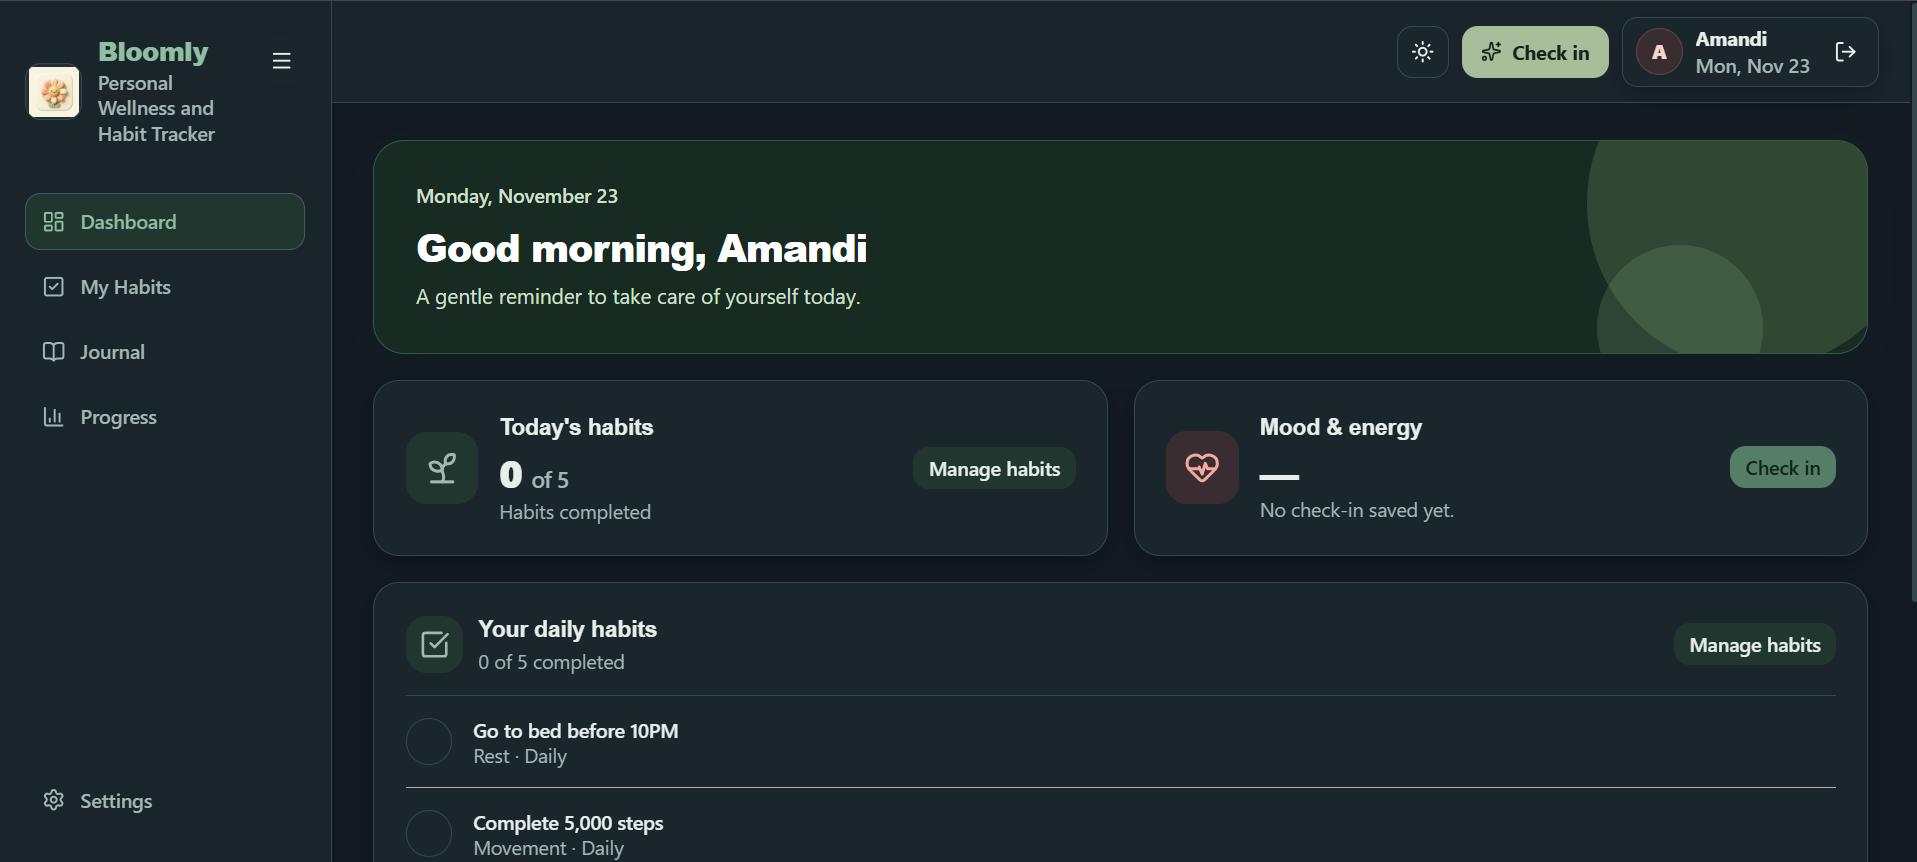 Bloomly
Personal
Wellness and
Habit Tracker
Dashboard
My Habits
Journal
Progress
Settings
Check in
A
Amandi
Mon, Nov 23
Monday, November 23
Good morning, Amandi
A gentle reminder to take care of yourself today.
Today's habits
0 of 5
Habits completed
Manage habits
Mood & energy
—
No check-in saved yet.
Check in
Your daily habits
0 of 5 completed
Manage habits
Go to bed before 10PM
Rest · Daily
Complete 5,000 steps
Movement · Daily